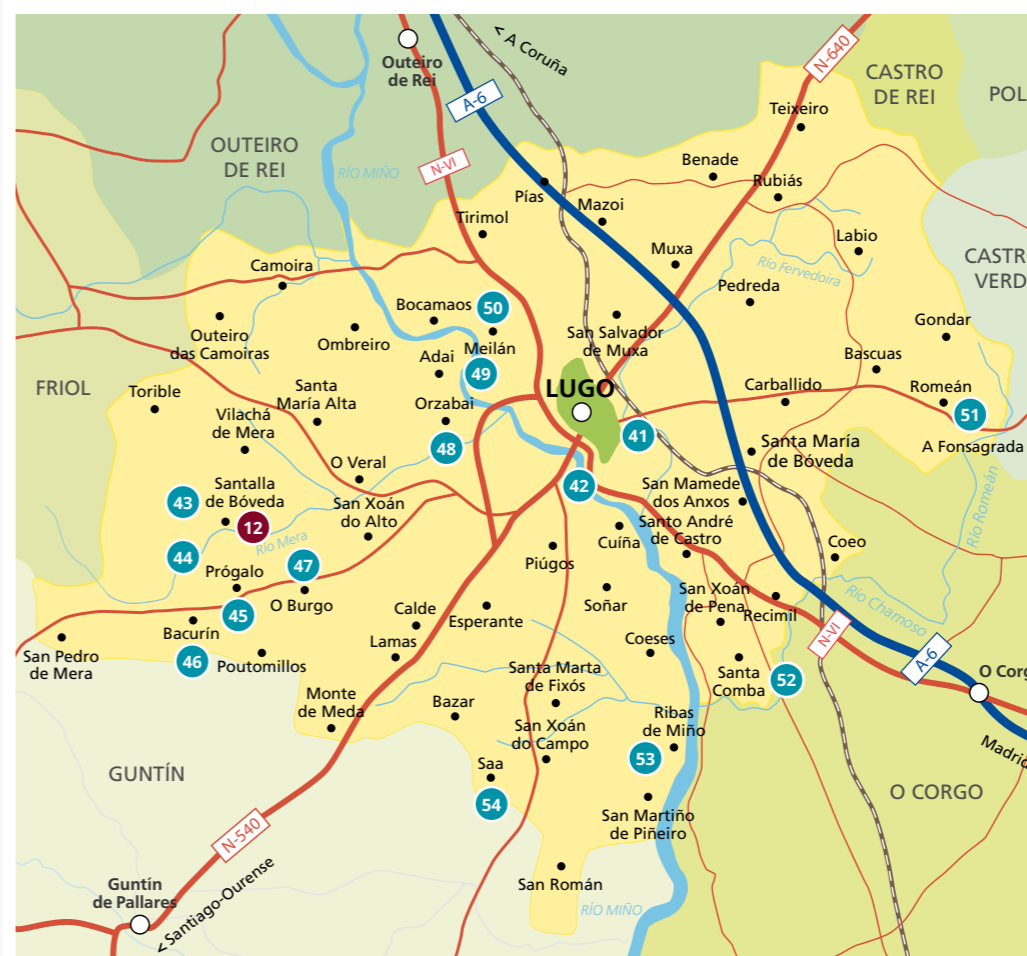 < A Coruña
N-640
Outeiro
de Rei
CASTRO
DE REI
POL
A-6
Teixeiro
OUTEIRO
DE REI
RÍO MIÑO
N-VI
Benade
Pías
Rubiás
Mazoi
Tirimol
Labio
Muxa
CASTR
VERD
Camoira
Río Fervedoira
Pedreda
Bocamaos
50
Outeiro
das Camoiras
Ombreiro
Meilán
San Salvador
de Muxa
Gondar
Adai
49
Bascuas
FRIOL
Torible
Santa
María Alta
LUGO
Carballido
Romeán
51
Orzabai
Vilachá
de Mera
41
A Fonsagrada
48
Santa María
de Bóveda
O Veral
42
43
Santalla
de Bóveda
San Mamede
dos Anxos
San Xoán
do Alto
12
Río Mera
Cuíña
Santo André
de Castro
Río Romeán
44
Coeo
47
Piúgos
Prógalo
O Burgo
Soñar
San Xoán
de Pena
Recimil
Río Chamoso
45
Calde
Esperante
Bacurín
N-VI
Lamas
Coeses
San Pedro
de Mera
46
Poutomillos
A-6
Santa Marta
de Fixós
Santa
Comba
52
O Corg
Monte
de Meda
Bazar
Ribas
de Miño
San Xoán
do Campo
Madrid
53
Saa
GUNTÍN
54
O CORGO
San Martiño
de Piñeiro
N-540
San Román
Guntín
de Pallares
< Santiago-Ourense
RÍO MIÑO